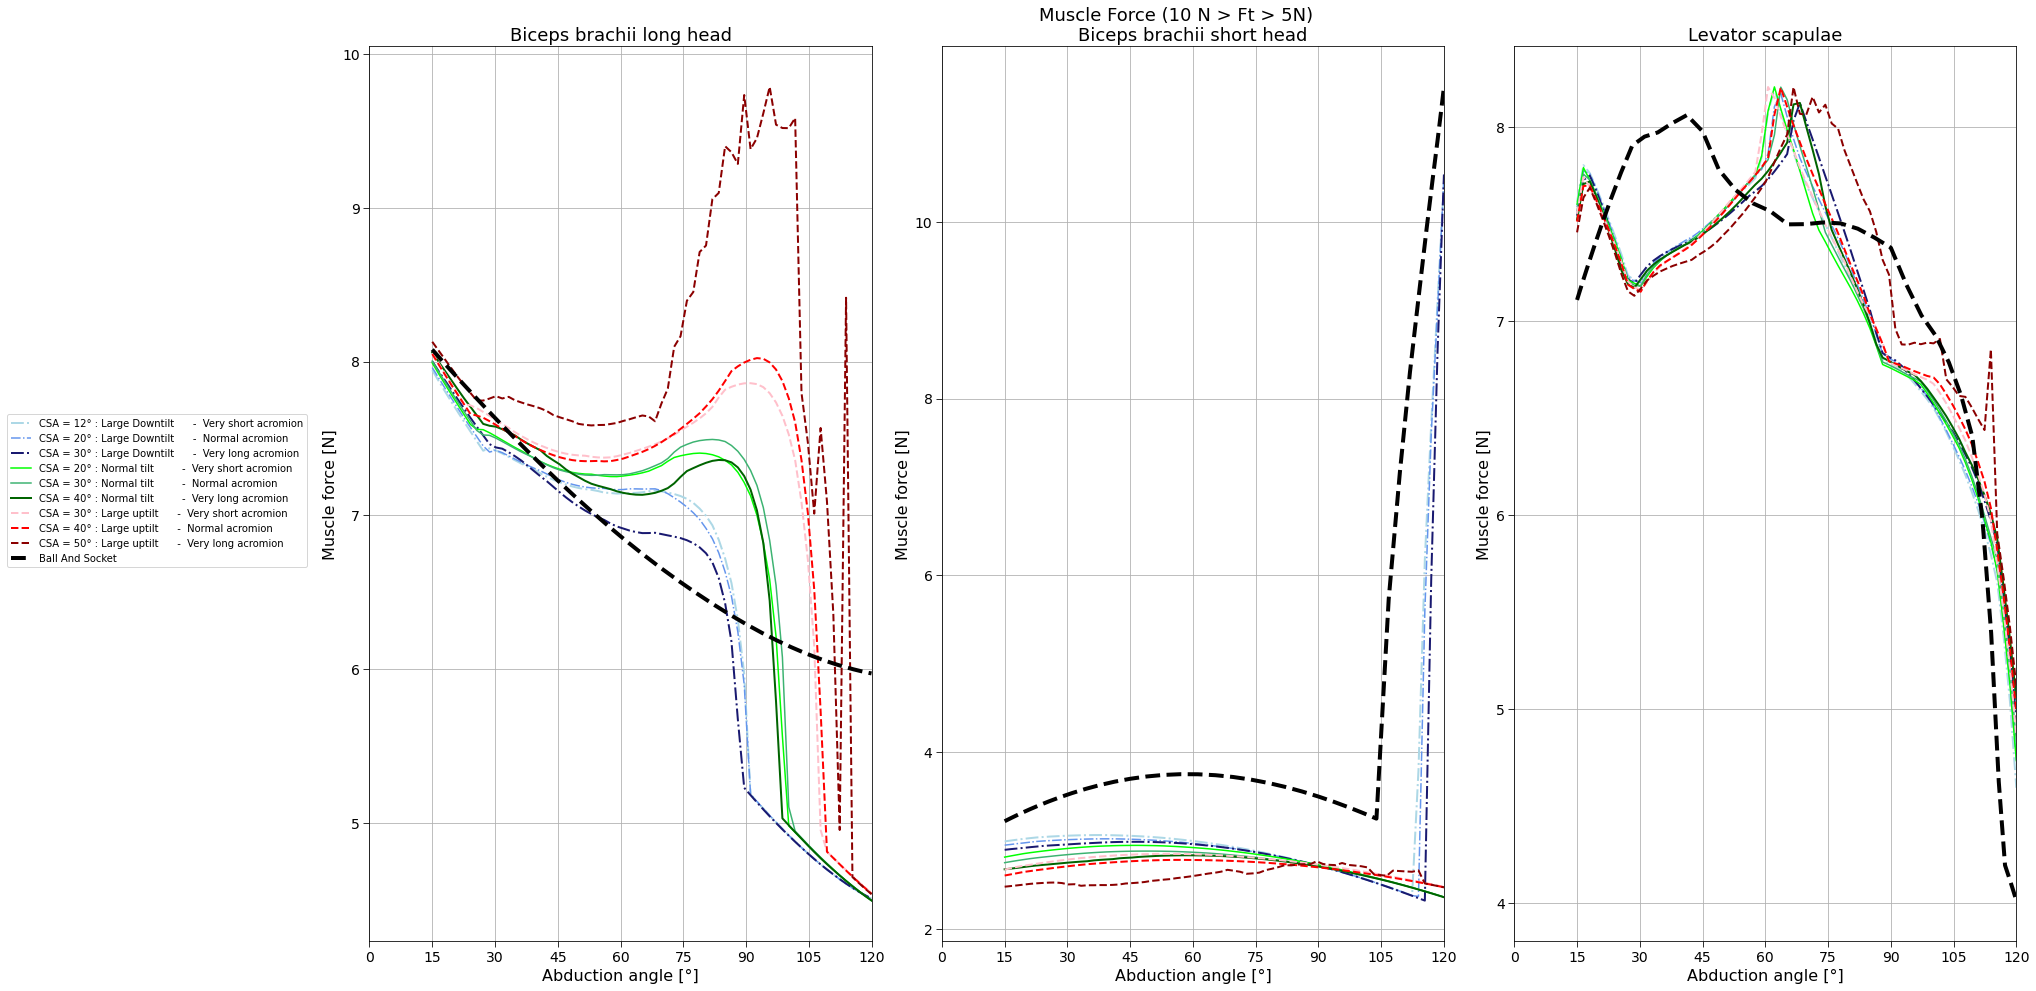 Muscle Force (10 N > Ft > 5N)
Biceps brachii long head
Biceps brachii short head
Levator scapulae
CSA = 12° : Large Downtilt - Very short acromion
CSA = 20° : Large Downtilt - Normal acromion
CSA = 30° : Large Downtilt - Very long acromion
CSA = 20° : Normal tilt - Very short acromion
CSA = 30° : Normal tilt - Normal acromion
CSA = 40° : Normal tilt - Very long acromion
CSA = 30° : Large uptilt - Very short acromion
CSA = 40° : Large uptilt - Normal acromion
CSA = 50° : Large uptilt - Very long acromion
Ball And Socket
Muscle force [N]
10
9
8
7
6
5
0 15 30 45 60 75 90 105 120
Abduction angle [°]
Muscle force [N]
10
8
6
4
2
0 15 30 45 60 75 90 105 120
Abduction angle [°]
Muscle force [N]
8
7
6
5
4
0 15 30 45 60 75 90 105 120
Abduction angle [°]